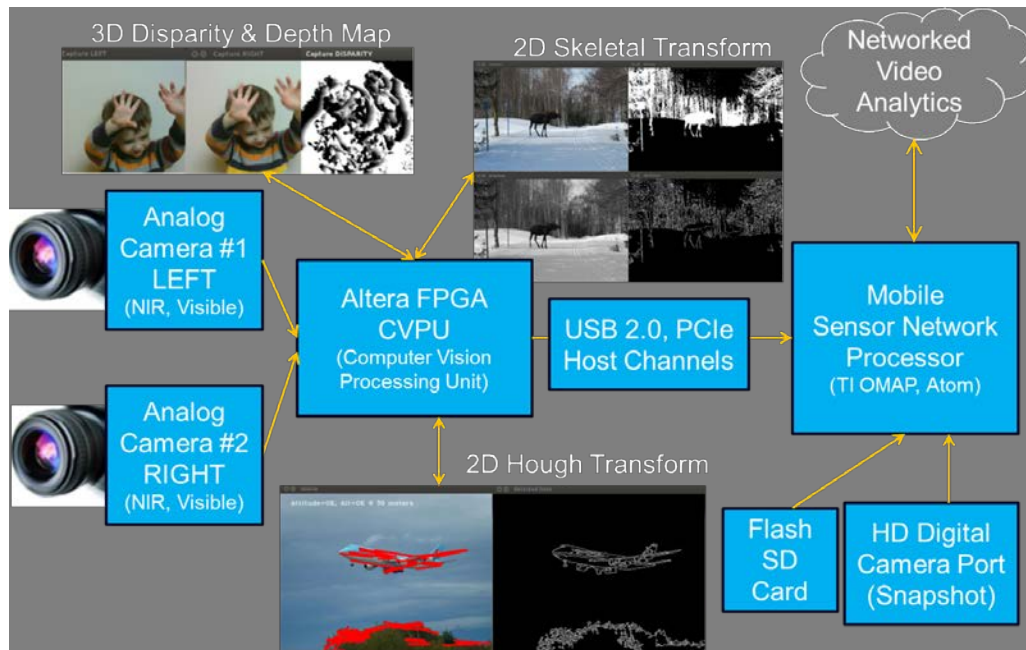 3D Disparity & Depth Map
Capture LEFT
Capture RIGHT
Capture DISPARITY
2D Skeletal Transform
Networked
Video
Analytics
Analog
Camera #1
LEFT
(NIR, Visible)
Altera FPGA
CVPU
(Computer Vision
Processing Unit)
USB 2.0, PCIe
Host Channels
Mobile
Sensor Network
Processor
(TI OMAP, Atom)
Analog
Camera #2
RIGHT
(NIR, Visible)
2D Hough Transform
Flash
SD
Card
HD Digital
Camera Port
(Snapshot)